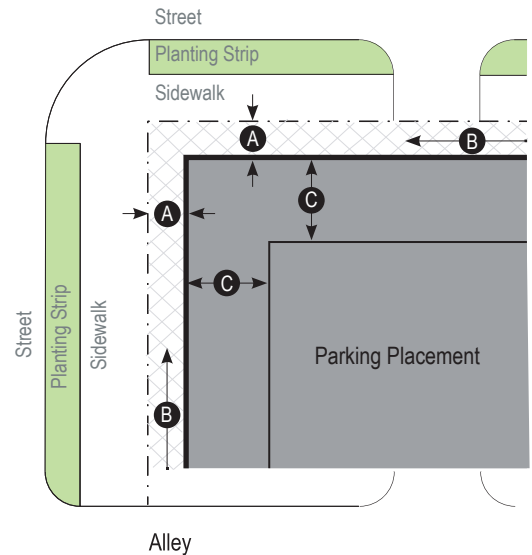 Street
Planting Strip
Sidewalk
A
B
A
C
C
Street
Planting Strip
Sidewalk
Parking Placement
B
Alley